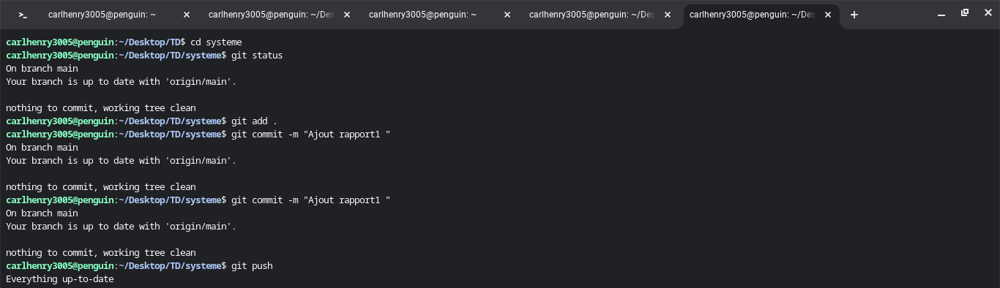 carlhenry3005@penguin: ~
carlhenry3005@penguin: ~/Des
carlhenry3005@penguin: ~
carlhenry3005@penguin: ~/Des
carlhenry3005@penguin: ~/Des
carlhenry3005@penguin:~/Desktop/TD$ cd systeme
carlhenry3005@penguin:~/Desktop/TD/systeme$ git status
On branch main
Your branch is up to date with 'origin/main'.
nothing to commit, working tree clean
carlhenry3005@penguin:~/Desktop/TD/systeme$ git add .
carlhenry3005@penguin:~/Desktop/TD/systeme$ git commit -m "Ajout rapport1 "
On branch main
Your branch is up to date with 'origin/main'.
nothing to commit, working tree clean
carlhenry3005@penguin:~/Desktop/TD/systeme$ git commit -m "Ajout rapport1 "
On branch main
Your branch is up to date with 'origin/main'.
nothing to commit, working tree clean
carlhenry3005@penguin:~/Desktop/TD/systeme$ git push
Everything up-to-date